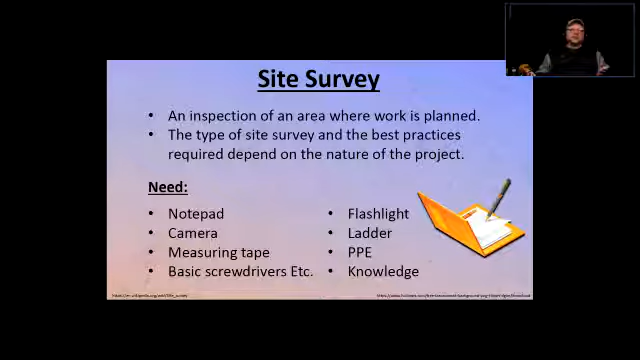 Site Survey
• An inspection of an area where work is planned.
• The type of site survey and the best practices
required depend on the nature of the project.
Need:
• Notepad
• Camera
• Measuring tape
• Basic screwdrivers Etc.
• Flashlight
• Ladder
• PPE
• Knowledge